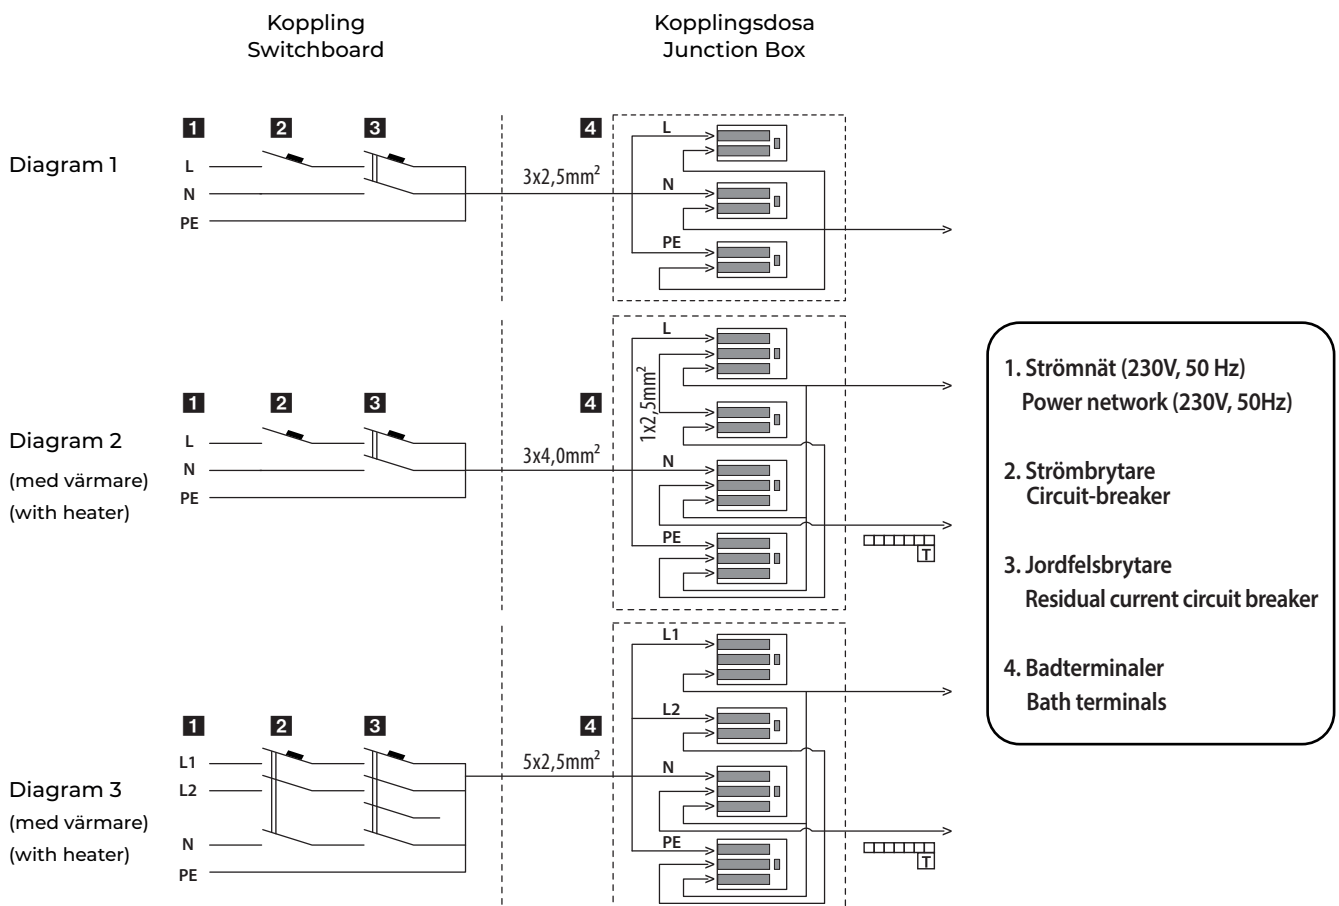 Koppling
Switchboard
Kopplingsdosa
Junction Box
Diagram 1
1
2
3
4
L
N
PE
3x2,5mm²
L
N
PE
Diagram 2
(med värmare)
(with heater)
1
2
3
4
L
N
PE
3x4,0mm²
L
1x2,5mm²
N
PE
T
Diagram 3
(med värmare)
(with heater)
1
2
3
4
L1
L2
N
PE
5x2,5mm²
L1
L2
N
PE
T
1. Strömnät (230V, 50 Hz)
Power network (230V, 50Hz)
2. Strömbrytare
Circuit-breaker
3. Jordfelsbrytare
Residual current circuit breaker
4. Badterminaler
Bath terminals